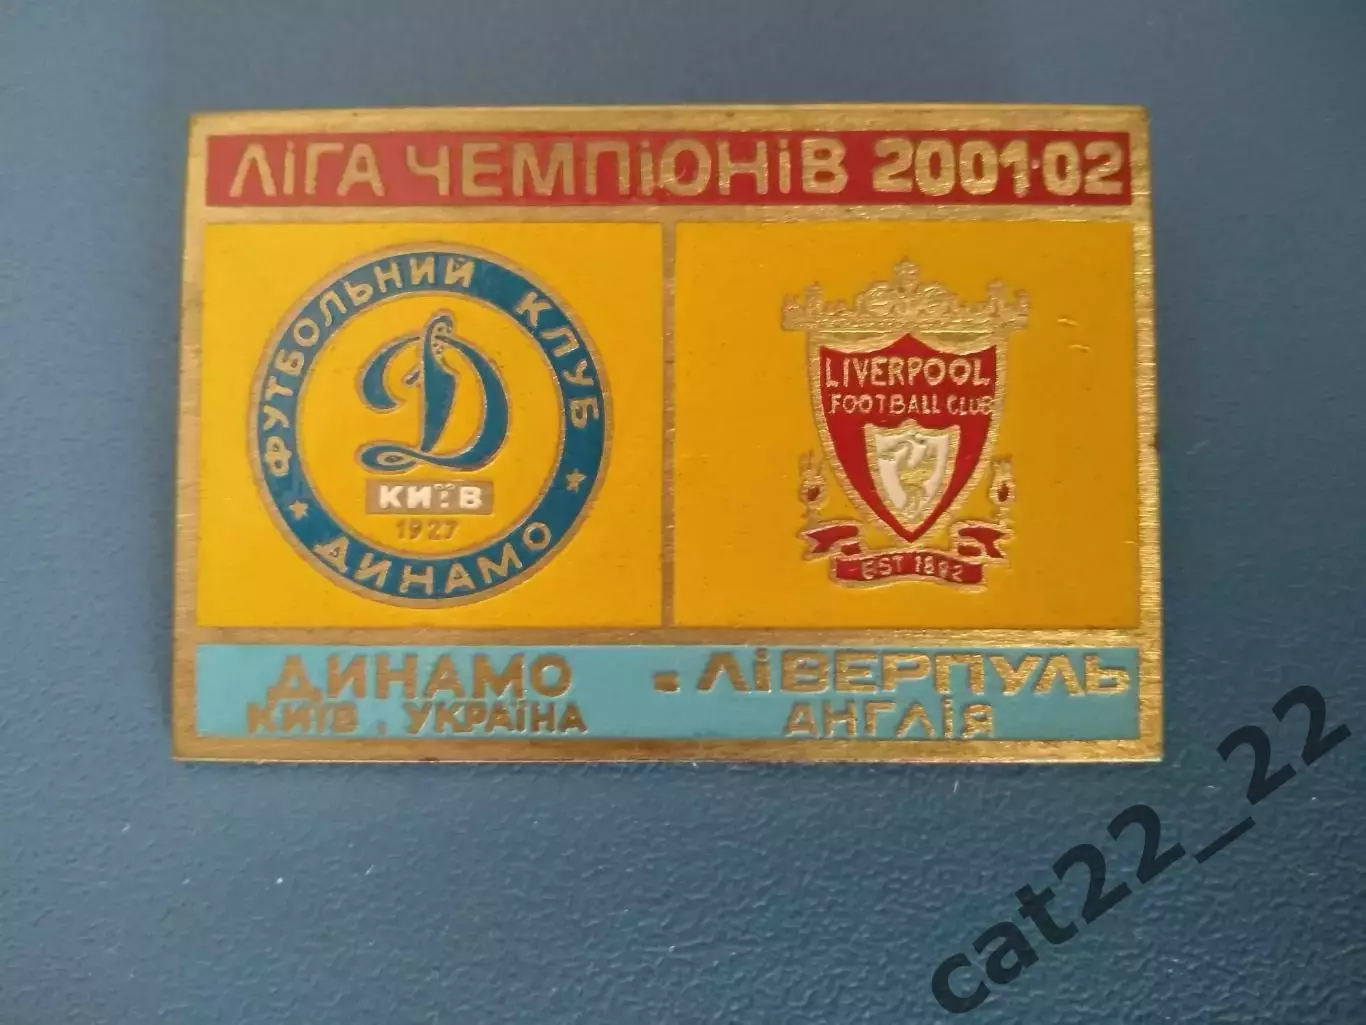 ЛІГА ЧЕМПІОНІВ 2001·02
ФУТБОЛЬНИЙ КЛУБ
КИЇВ
1927
ДИНАМО
LIVERPOOL
FOOTBALL CLUB
EST 1892
ДИНАМО - ЛІВЕРПУЛЬ
КИЇВ, УКРАЇНА АНГЛІЯ
cat22_22